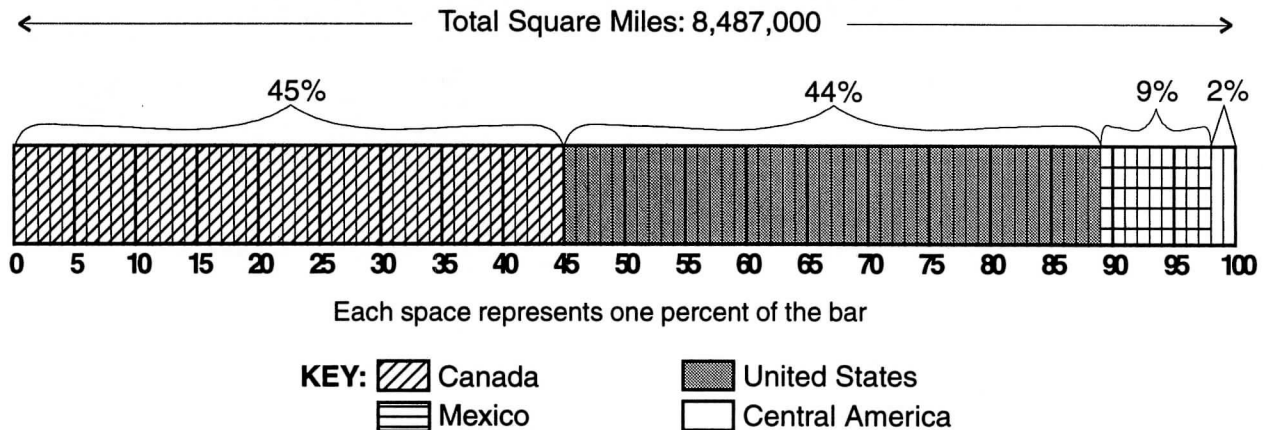 Total Square Miles: 8,487,000
45% 44% 9% 2%
0 5 10 15 20 25 30 35 40 45 50 55 60 65 70 75 80 85 90 95 100
Each space represents one percent of the bar
KEY: Canada United States
Mexico Central America